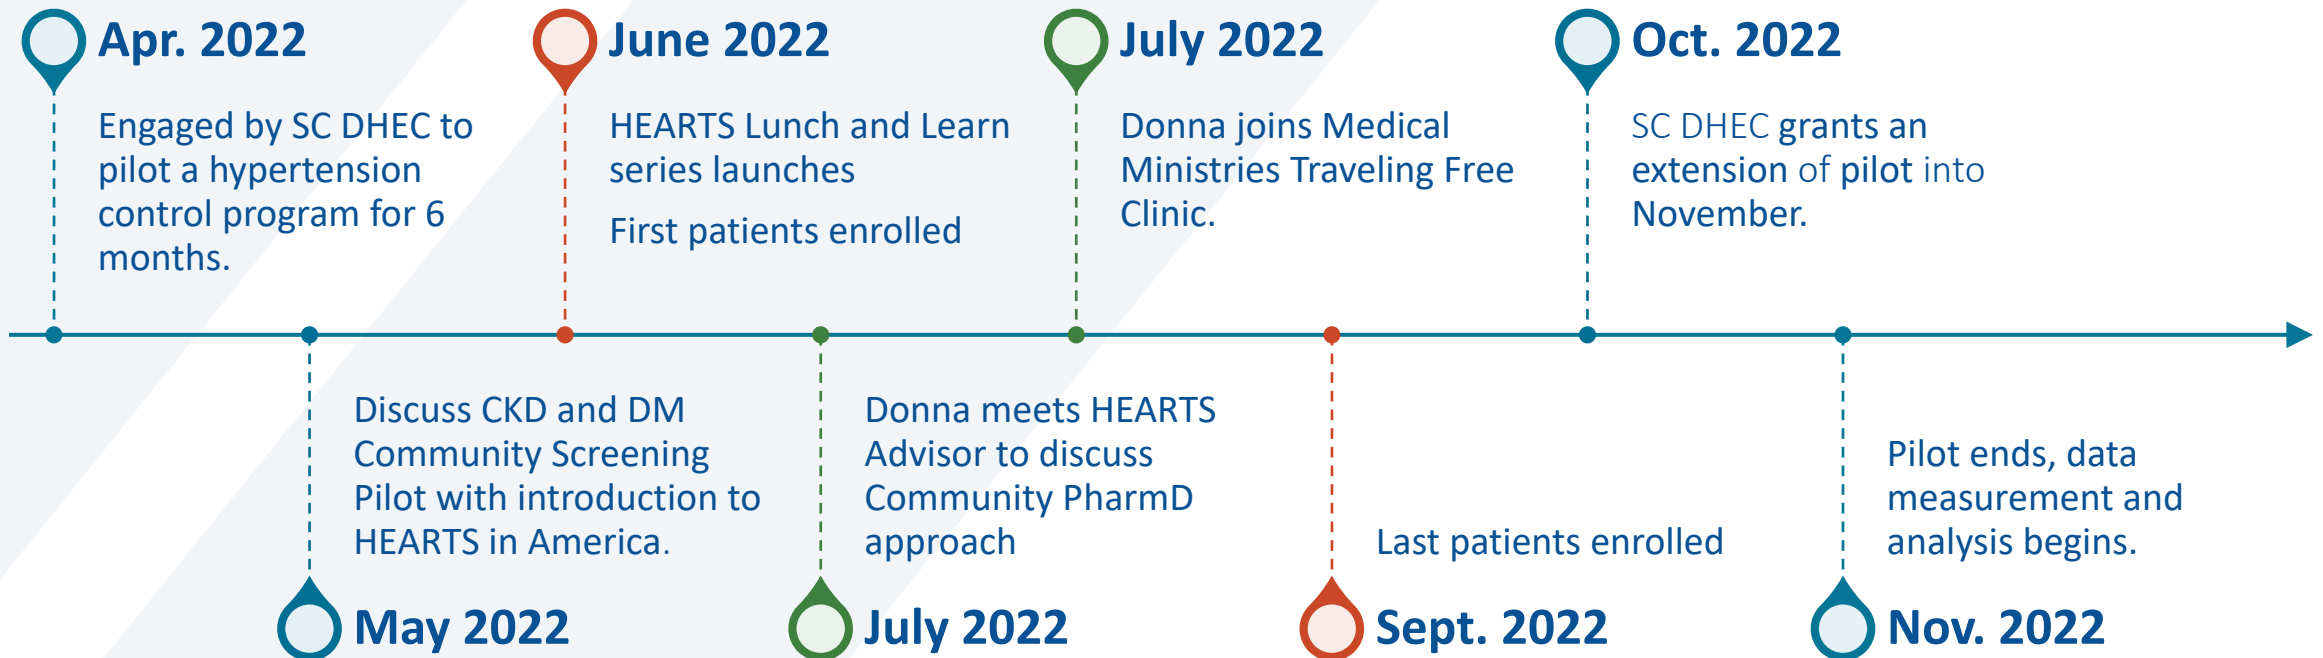 Apr. 2022
Engaged by SC DHEC to
pilot a hypertension
control program for 6
months.
June 2022
HEARTS Lunch and Learn
series launches
First patients enrolled
July 2022
Donna joins Medical
Ministries Traveling Free
Clinic.
Oct. 2022
SC DHEC grants an
extension of pilot into
November.
Discuss CKD and DM
Community Screening
Pilot with introduction to
HEARTS in America.
May 2022
Donna meets HEARTS
Advisor to discuss
Community PharmD
approach
July 2022
Last patients enrolled
Sept. 2022
Pilot ends, data
measurement and
analysis begins.
Nov. 2022